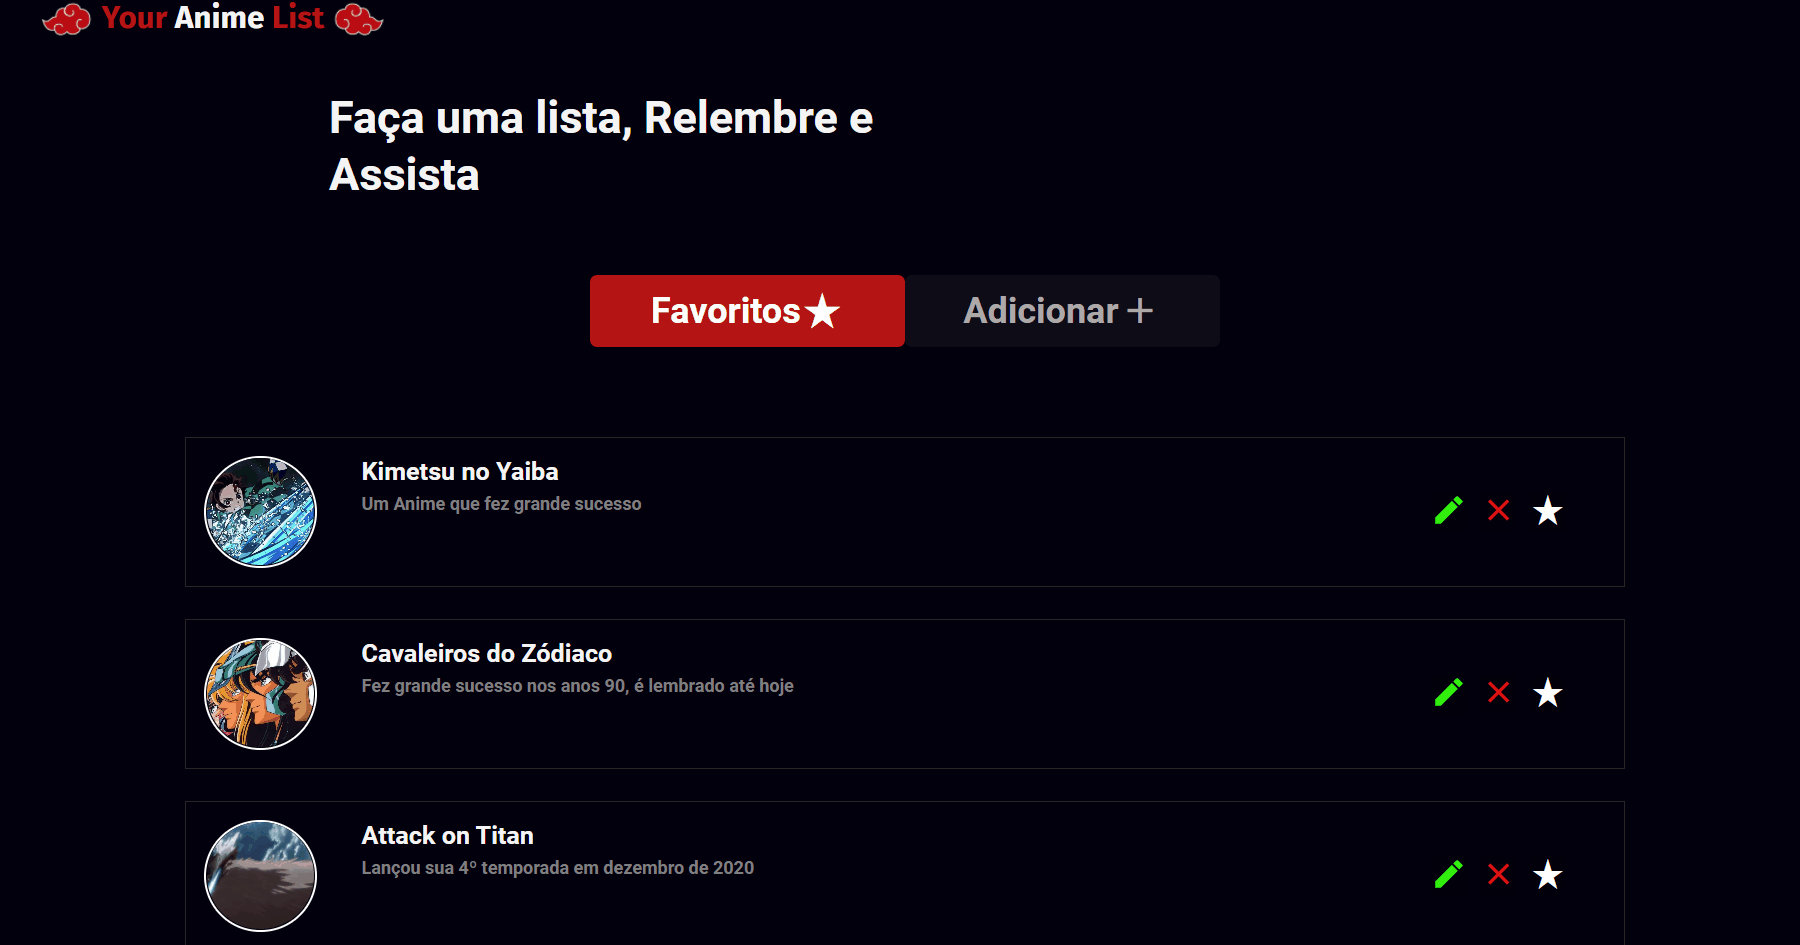 Your Anime List
Faça uma lista, Relembre e
Assista
Favoritos★ Adicionar+
Kimetsu no Yaiba
Um Anime que fez grande sucesso
Cavaleiros do Zódiaco
Fez grande sucesso nos anos 90, é lembrado até hoje
Attack on Titan
Lançou sua 4º temporada em dezembro de 2020